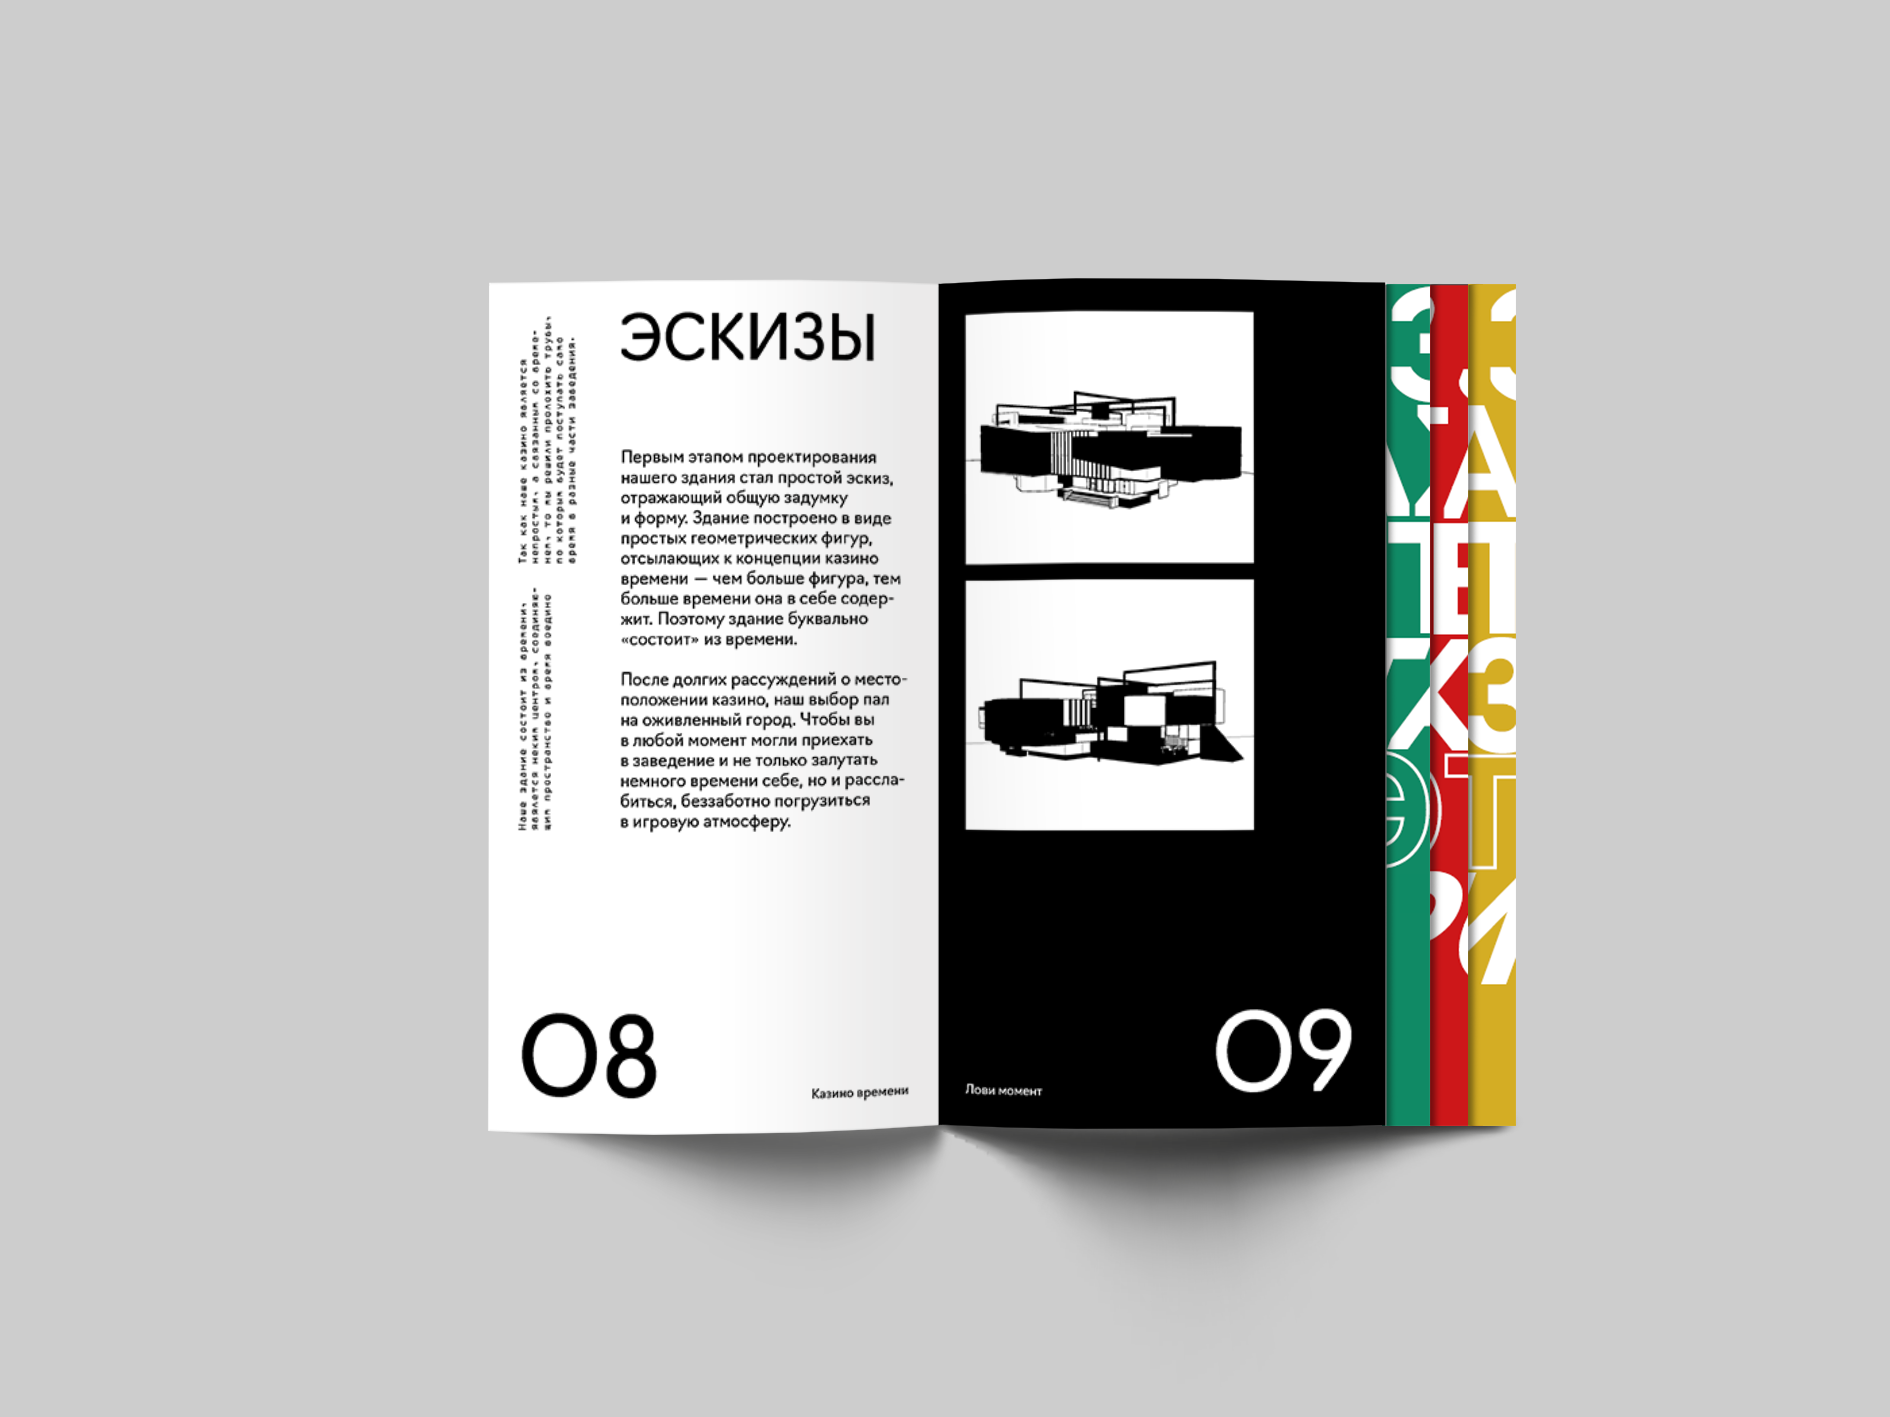 ЭСКИЗЫ
Так как наше казино является
непростым, а связанным со време-
нем, то мы решили проложить трубы,
по которым будет поступать само
время в разные части заведения.
Наше здание состоит из времени,
является неким центром, соединяю-
щим пространство и время воедино
Первым этапом проектирования
нашего здания стал простой эскиз,
отражающий общую задумку
и форму. Здание построено в виде
простых геометрических фигур,
отсылающих к концепции казино
времени — чем больше фигура, тем
больше времени она в себе содер-
жит. Поэтому здание буквально
«состоит» из времени.
После долгих рассуждений о место-
положении казино, наш выбор пал
на оживленный город. Чтобы вы
в любой момент могли приехать
в заведение и не только залутать
немного времени себе, но и рассла-
биться, беззаботно погрузиться
в игровую атмосферу.
08
Казино времени
Лови момент
09